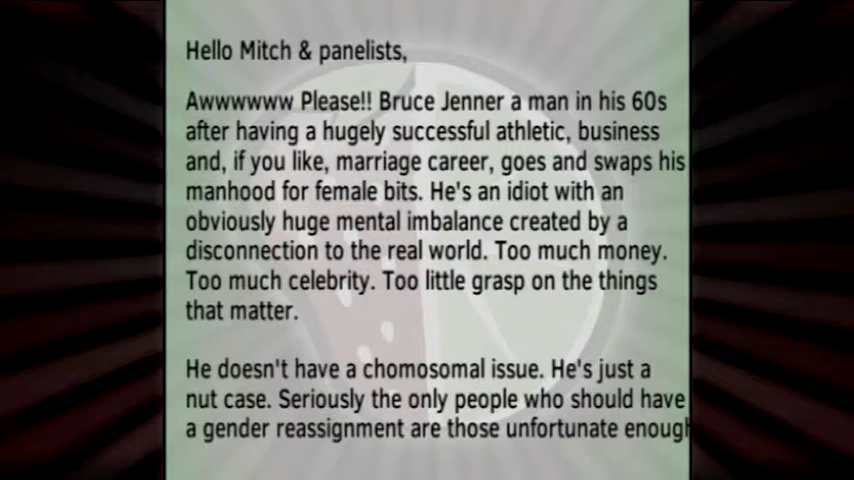 Hello Mitch & panelists,
Awwwwww Please!! Bruce Jenner a man in his 60s
after having a hugely successful athletic, business
and, if you like, marriage career, goes and swaps his
manhood for female bits. He's an idiot with an
obviously huge mental imbalance created by a
disconnection to the real world. Too much money.
Too much celebrity. Too little grasp on the things
that matter.
He doesn't have a chomosomal issue. He's just a
nut case. Seriously the only people who should have
a gender reassignment are those unfortunate enough